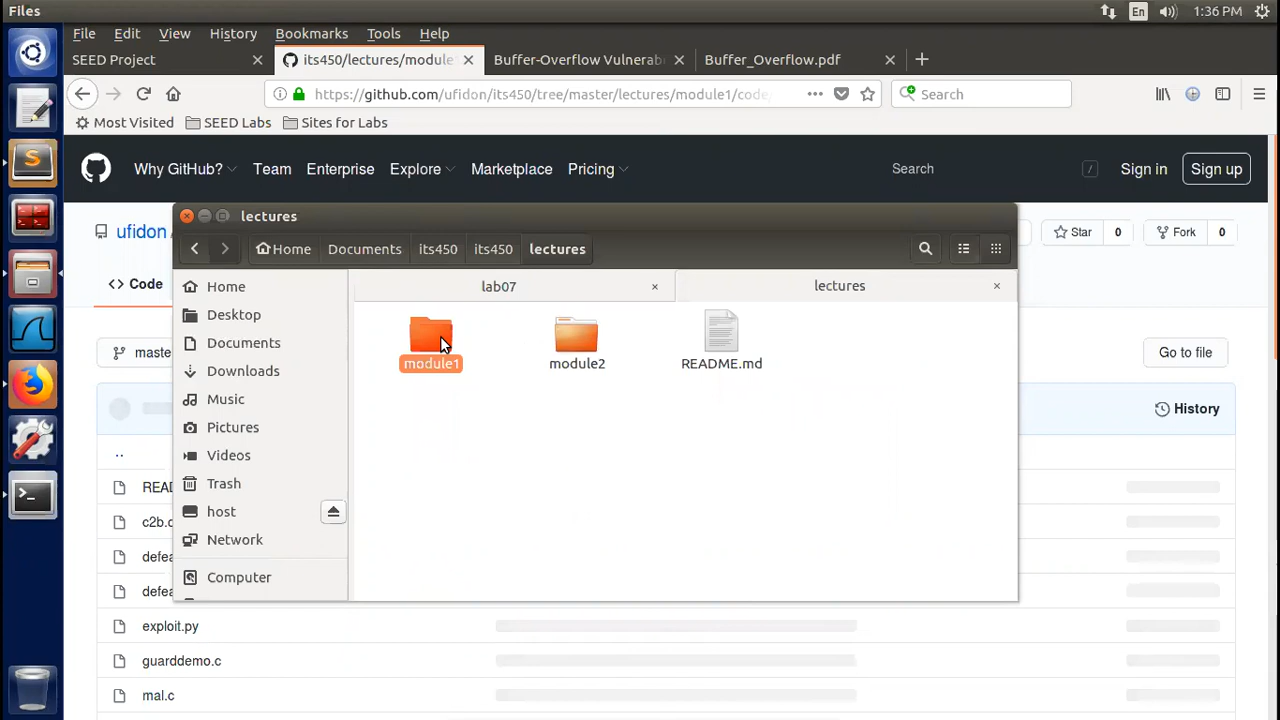 Files
En
1:36 PM
File Edit View History Bookmarks Tools Help
SEED Project
its450/lectures/module
Buffer-Overflow Vulnerab
Buffer_Overflow.pdf
https://github.com/ufidon/its450/tree/master/lectures/module1/code
Search
Most Visited
SEED Labs
Sites for Labs
Why GitHub?
Team
Enterprise
Explore
Marketplace
Pricing
Search
/
Sign in
Sign up
lectures
ufidon
Star
0
Fork
0
Home
Documents
its450
its450
lectures
<> Code
Home
lab07
lectures
Desktop
Documents
Downloads
Music
Pictures
Videos
Trash
host
Network
Computer
module1
module2
README.md
maste
Go to file
History
..
READ
c2b.
defea
defea
exploit.py
guarddemo.c
mal.c